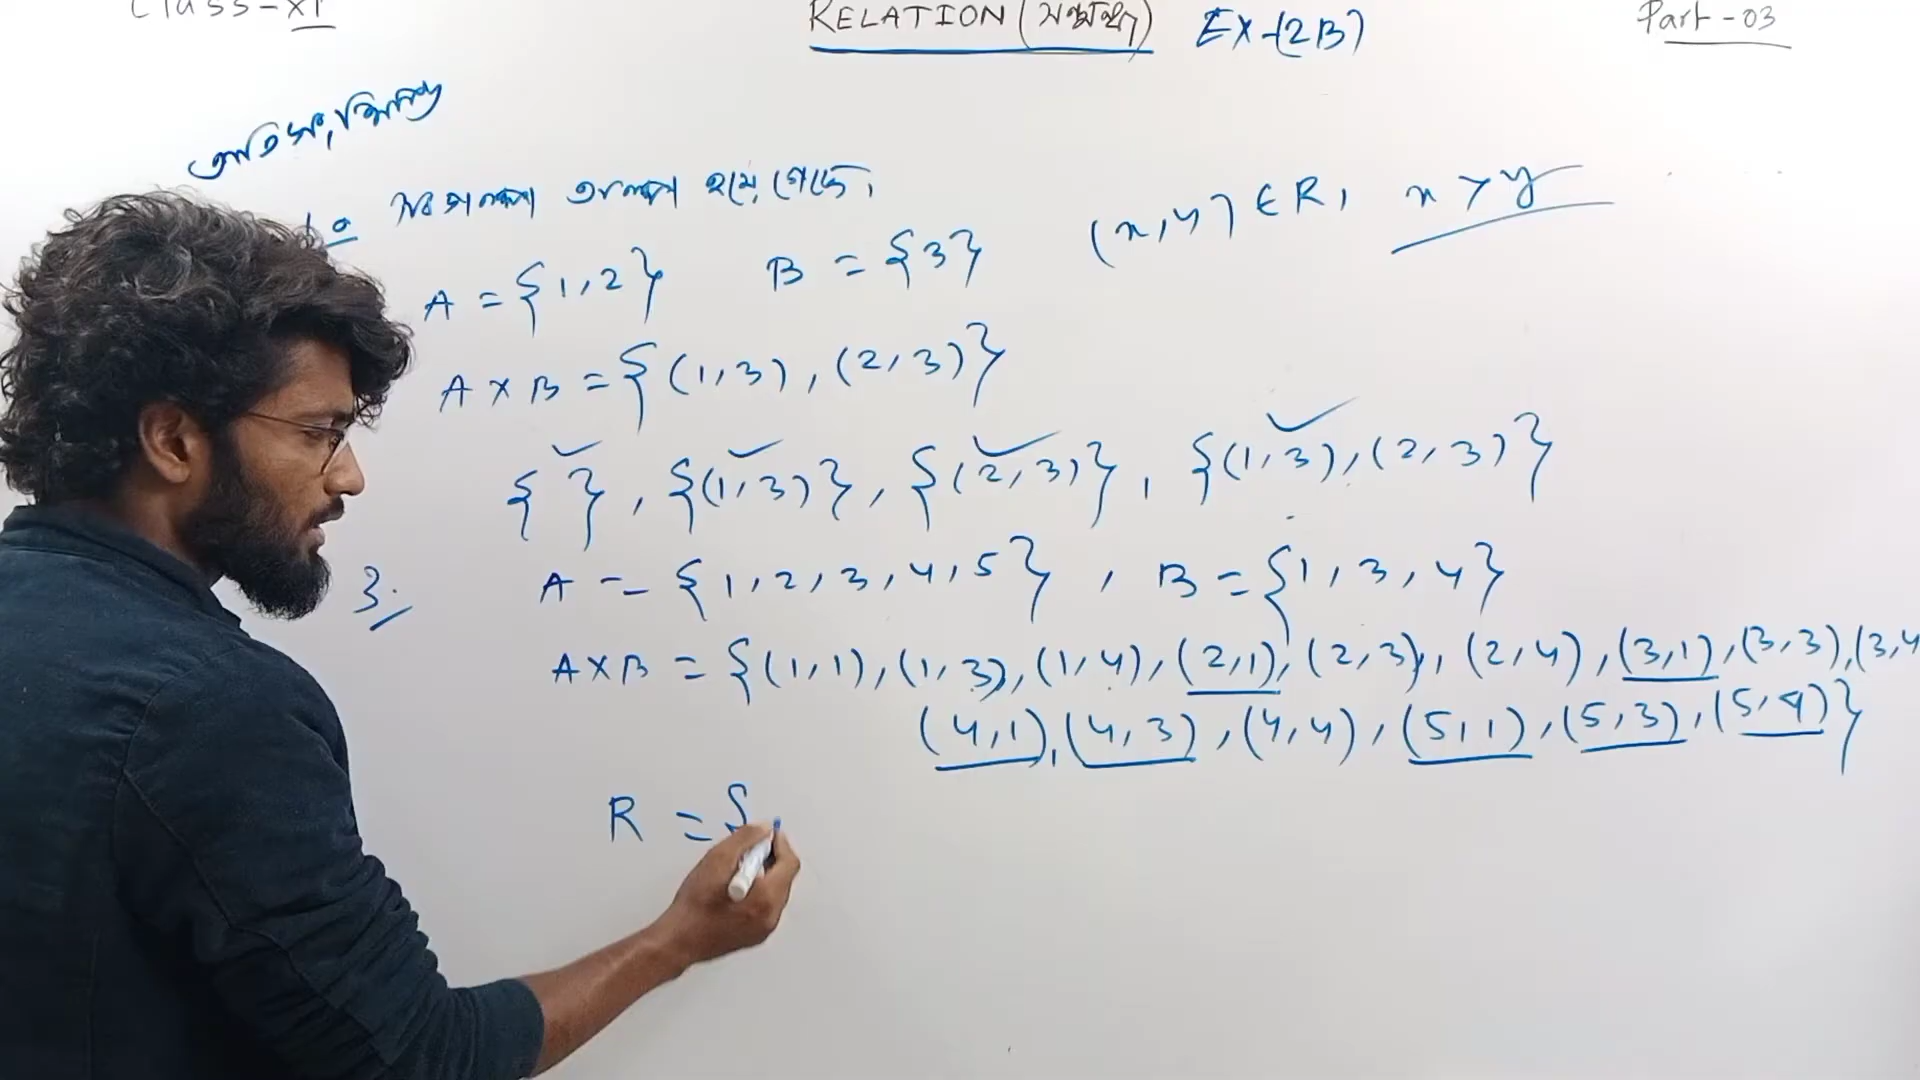 Class-XI
RELATION (সম্বন্ধ) EX-(2B)
Part-03
অতিসংক্ষিপ্ত
হয়ে গেছে,
(x,y) ∈ R, x > y
A = {1,2} B = {3}
A × B = {(1,3), (2,3)}
{ }, {(1,3)}, {(2,3)}, {(1,3), (2,3)}
3. A = {1,2,3,4,5}, B = {1,3,4}
A×B = {(1,1), (1,3), (1,4), (2,1), (2,3), (2,4), (3,1), (3,3), (3,4
(4,1), (4,3), (4,4), (5,1), (5,3), (5,4)}
R = {